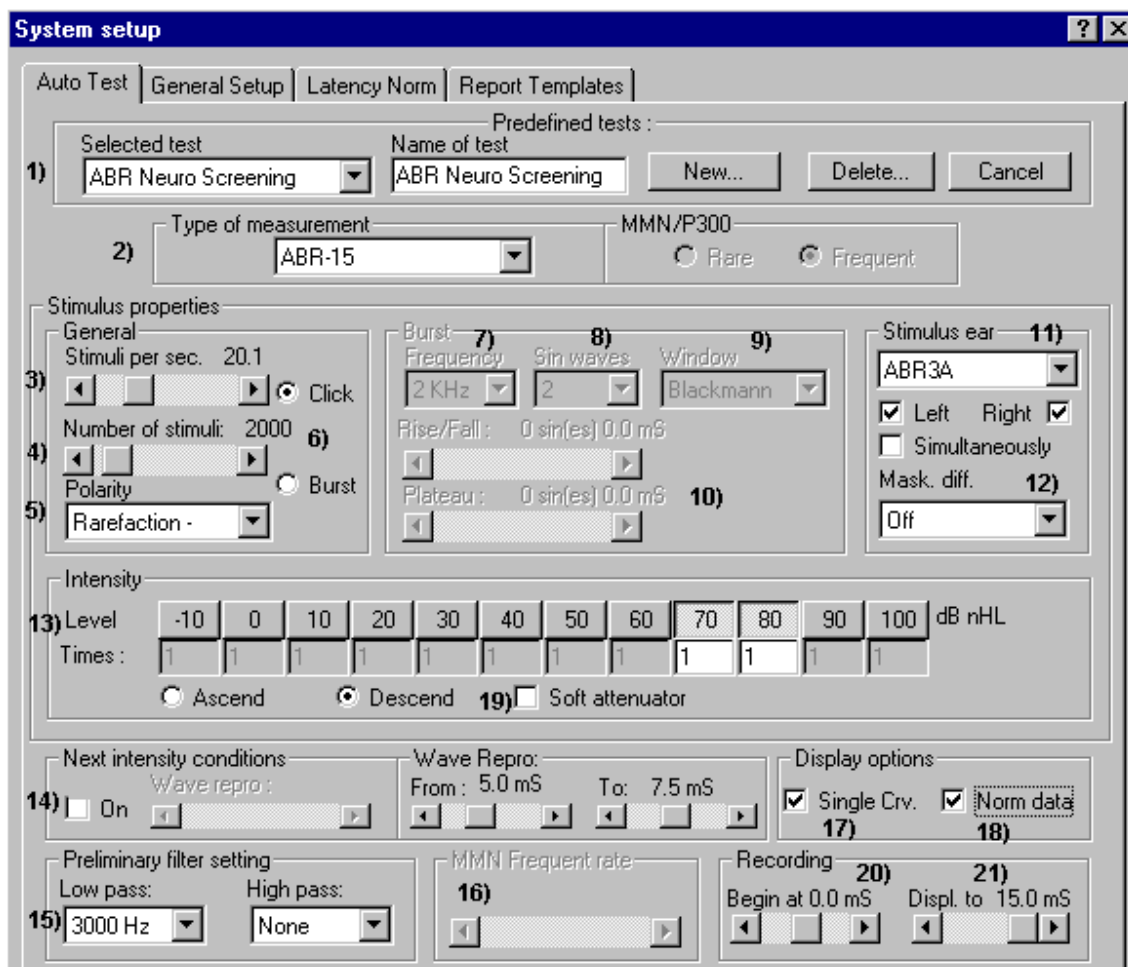 System setup
Auto Test General Setup Latency Norm Report Templates
Predefined tests :
Selected test Name of test
1) ABR Neuro Screening ABR Neuro Screening New... Delete... Cancel
Type of measurement MMN/P300
2) ABR-15 Rare Frequent
Stimulus properties
General Burst 7) 8) 9) Stimulus ear 11)
Stimuli per sec. 20.1 Frequency Sin waves Window
3) Click 2 KHz 2 Blackmann ABR3A
Number of stimuli: 2000 6) Rise/Fall : 0 sin(es) 0.0 mS Left Right
4) Simultaneously
Polarity Burst Plateau : 0 sin(es) 0.0 mS 10) Mask. diff. 12)
5) Rarefaction - Off
Intensity
13) Level -10 0 10 20 30 40 50 60 70 80 90 100 dB nHL
Times : 1 1 1 1 1 1 1 1 1 1 1 1
Ascend Descend 19) Soft attenuator
Next intensity conditions Wave Repro: Display options
Wave repro : From : 5.0 mS To: 7.5 mS
14) On Single Crv. Norm data
17) 18)
Preliminary filter setting MMN Frequent rate Recording 20) 21)
Low pass: High pass: 16) Begin at 0.0 mS Displ. to 15.0 mS
15) 3000 Hz None